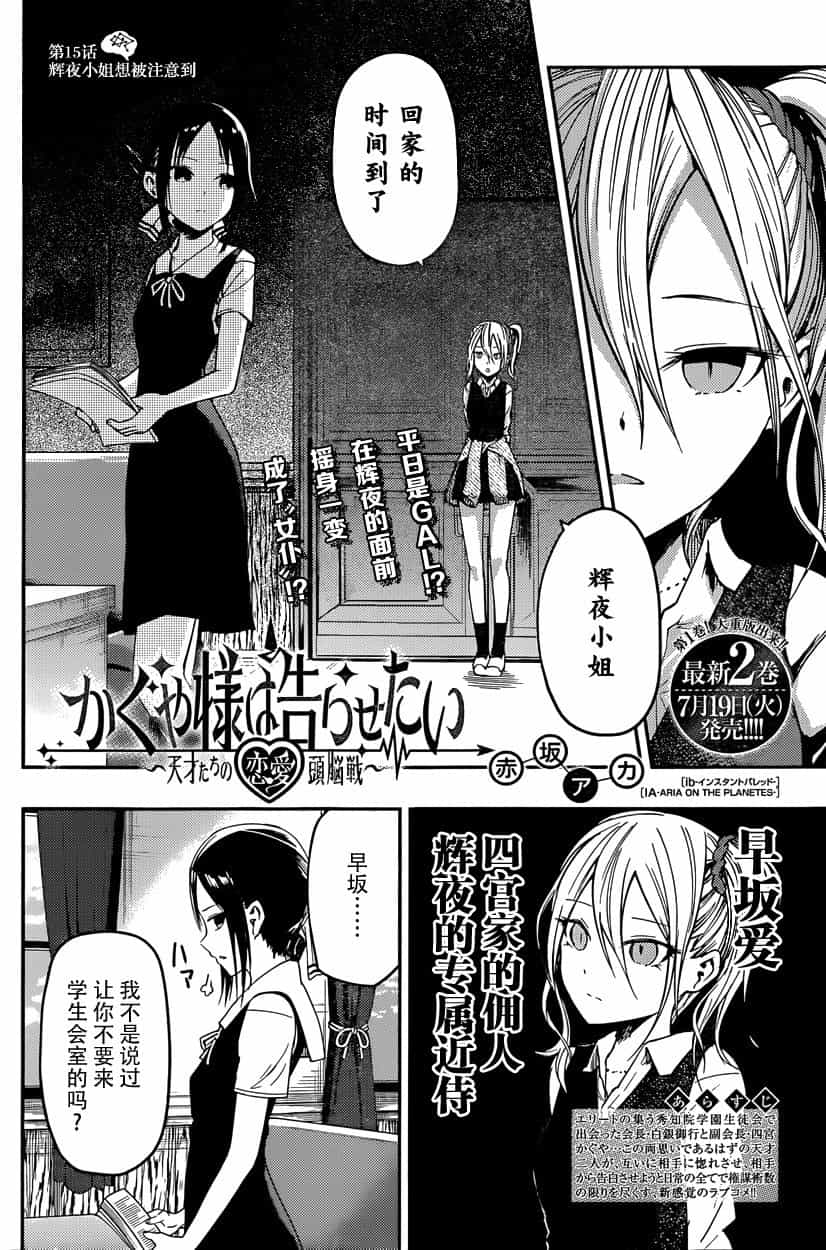 第15话
辉夜小姐想被注意到
回家的
时间到了
辉夜
小姐
平日是GAL!?
在辉夜的面前
摇身一变
成了“女仆”!?
第1巻!大重版出来!!
最新2巻
7月19日(火)
発売!!!!
かぐや様は告らせたい
～天才たちの恋愛頭脳戦～
赤坂アカ
[ib-インスタントバレット-]
[IA-ARIA ON THE PLANETES-]
早坂爱
四宫家的佣人
辉夜的专属近侍
あらすじ
エリートの集う秀知院学園生徒会で
出会った会長・白銀御行と副会長・四宮
かぐや…この両思いであるはずの天才
二人が、互いに相手に惚れさせ、相手
から告白させようと日常の全てで権謀術数
の限りを尽くす、新感覚のラブコメ!!
早坂……
ハァ
我不是说过
让你不要来
学生会室的吗?